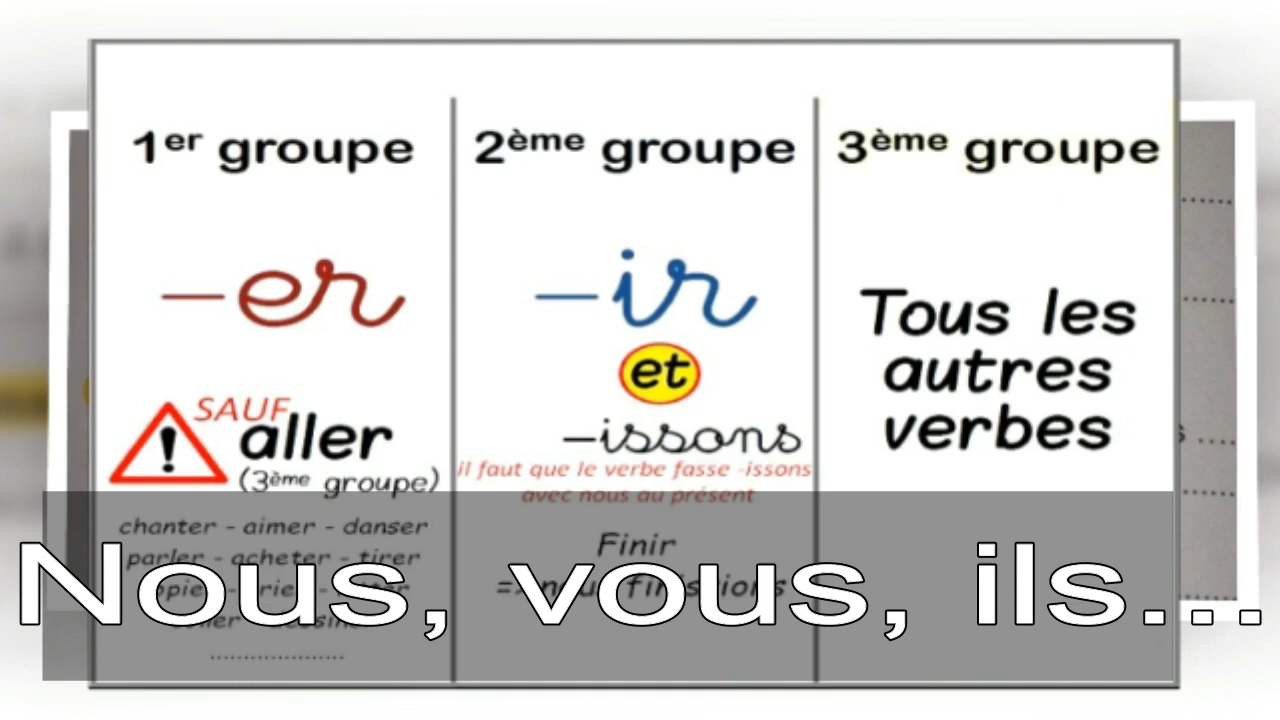 1er groupe
-er
SAUF
aller
(3ème groupe)
chanter - aimer - danser
parler - acheter - tirer
2ème groupe
-ir
et
-issons
il faut que le verbe fasse -issons
avec nous au présent
Finir
3ème groupe
Tous les
autres
verbes
Nous, vous, ils...